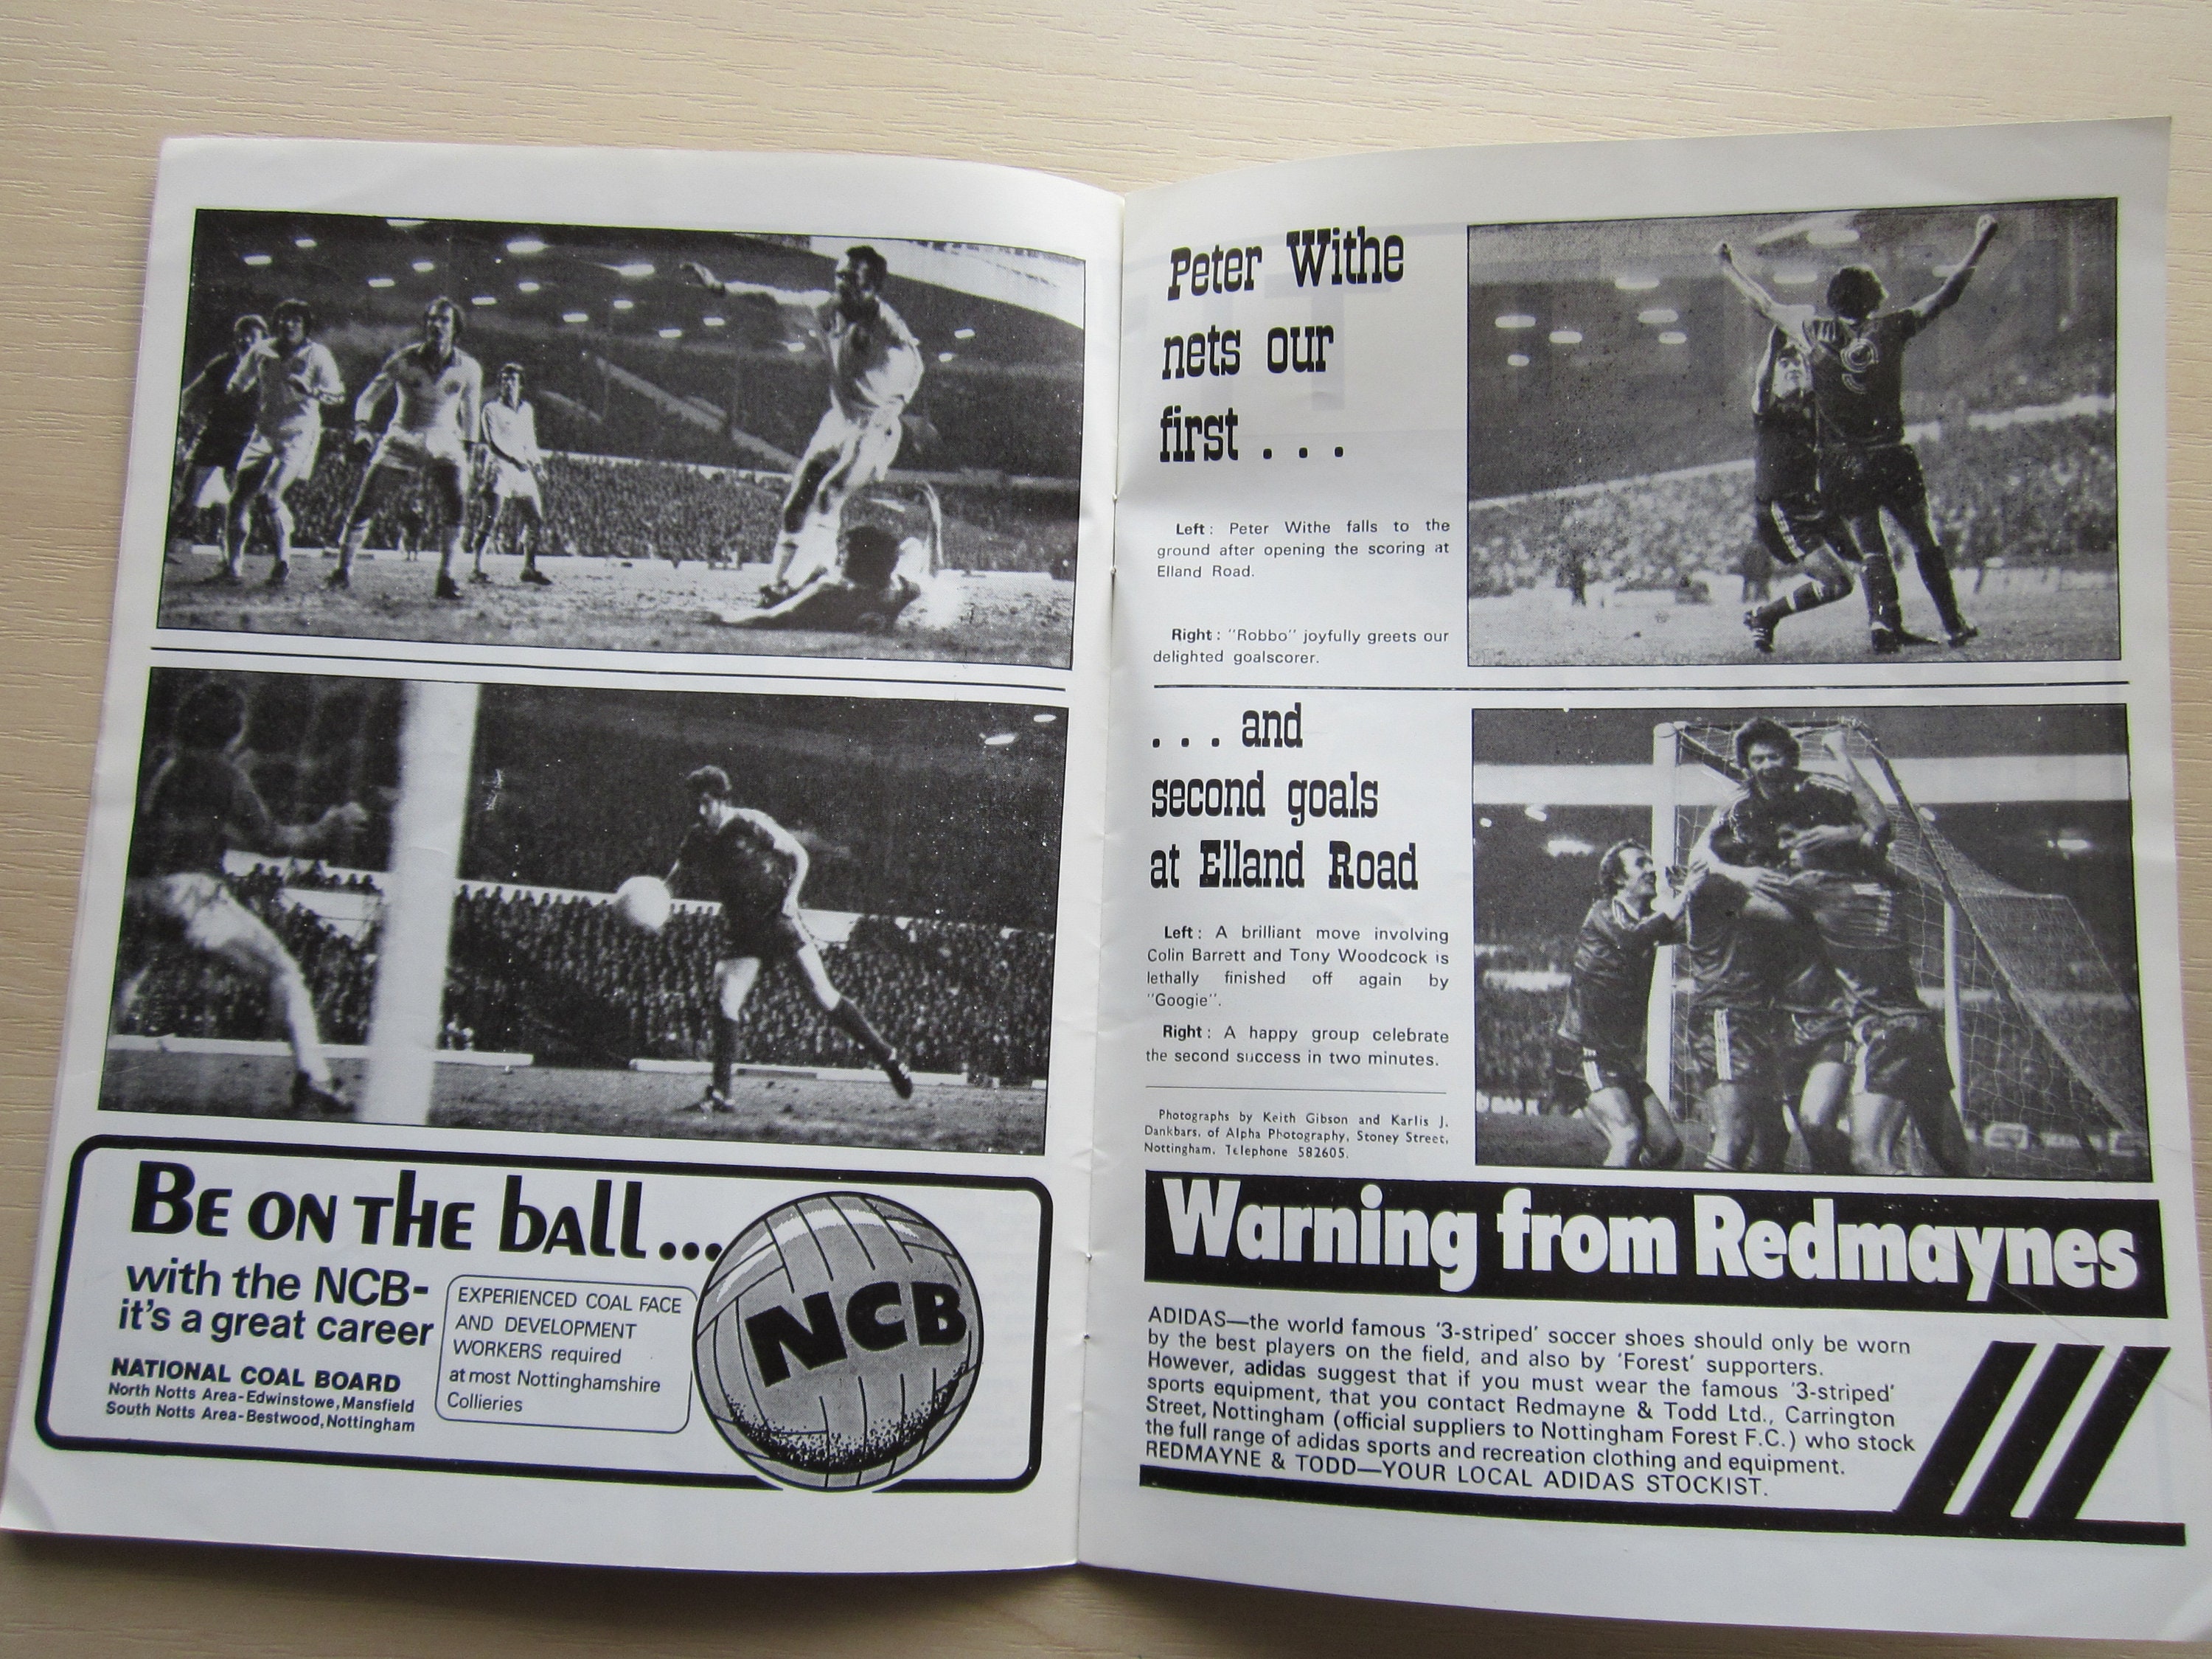 BE ON THE ball...
with the NCB-
it's a great career
NATIONAL COAL BOARD
North Notts Area-Edwinstowe, Mansfield
South Notts Area-Bestwood, Nottingham
EXPERIENCED COAL FACE
AND DEVELOPMENT
WORKERS required
at most Nottinghamshire
Collieries
NCB
Peter Withe
nets our
first . . .
Left: Peter Withe falls to the
ground after opening the scoring at
Elland Road.
Right: "Robbo" joyfully greets our
delighted goalscorer.
9
. . . and
second goals
at Elland Road
Left: A brilliant move involving
Colin Barrett and Tony Woodcock is
lethally finished off again by
"Googie".
Right: A happy group celebrate
the second success in two minutes.
Photographs by Keith Gibson and Karlis J.
Dankbars, of Alpha Photography, Stoney Street,
Nottingham. Telephone 582605.
Warning from Redmaynes
ADIDAS—the world famous '3-striped' soccer shoes should only be worn
by the best players on the field, and also by 'Forest' supporters.
However, adidas suggest that if you must wear the famous '3-striped'
sports equipment, that you contact Redmayne & Todd Ltd., Carrington
Street, Nottingham (official suppliers to Nottingham Forest F.C.) who stock
the full range of adidas sports and recreation clothing and equipment.
REDMAYNE & TODD—YOUR LOCAL ADIDAS STOCKIST.